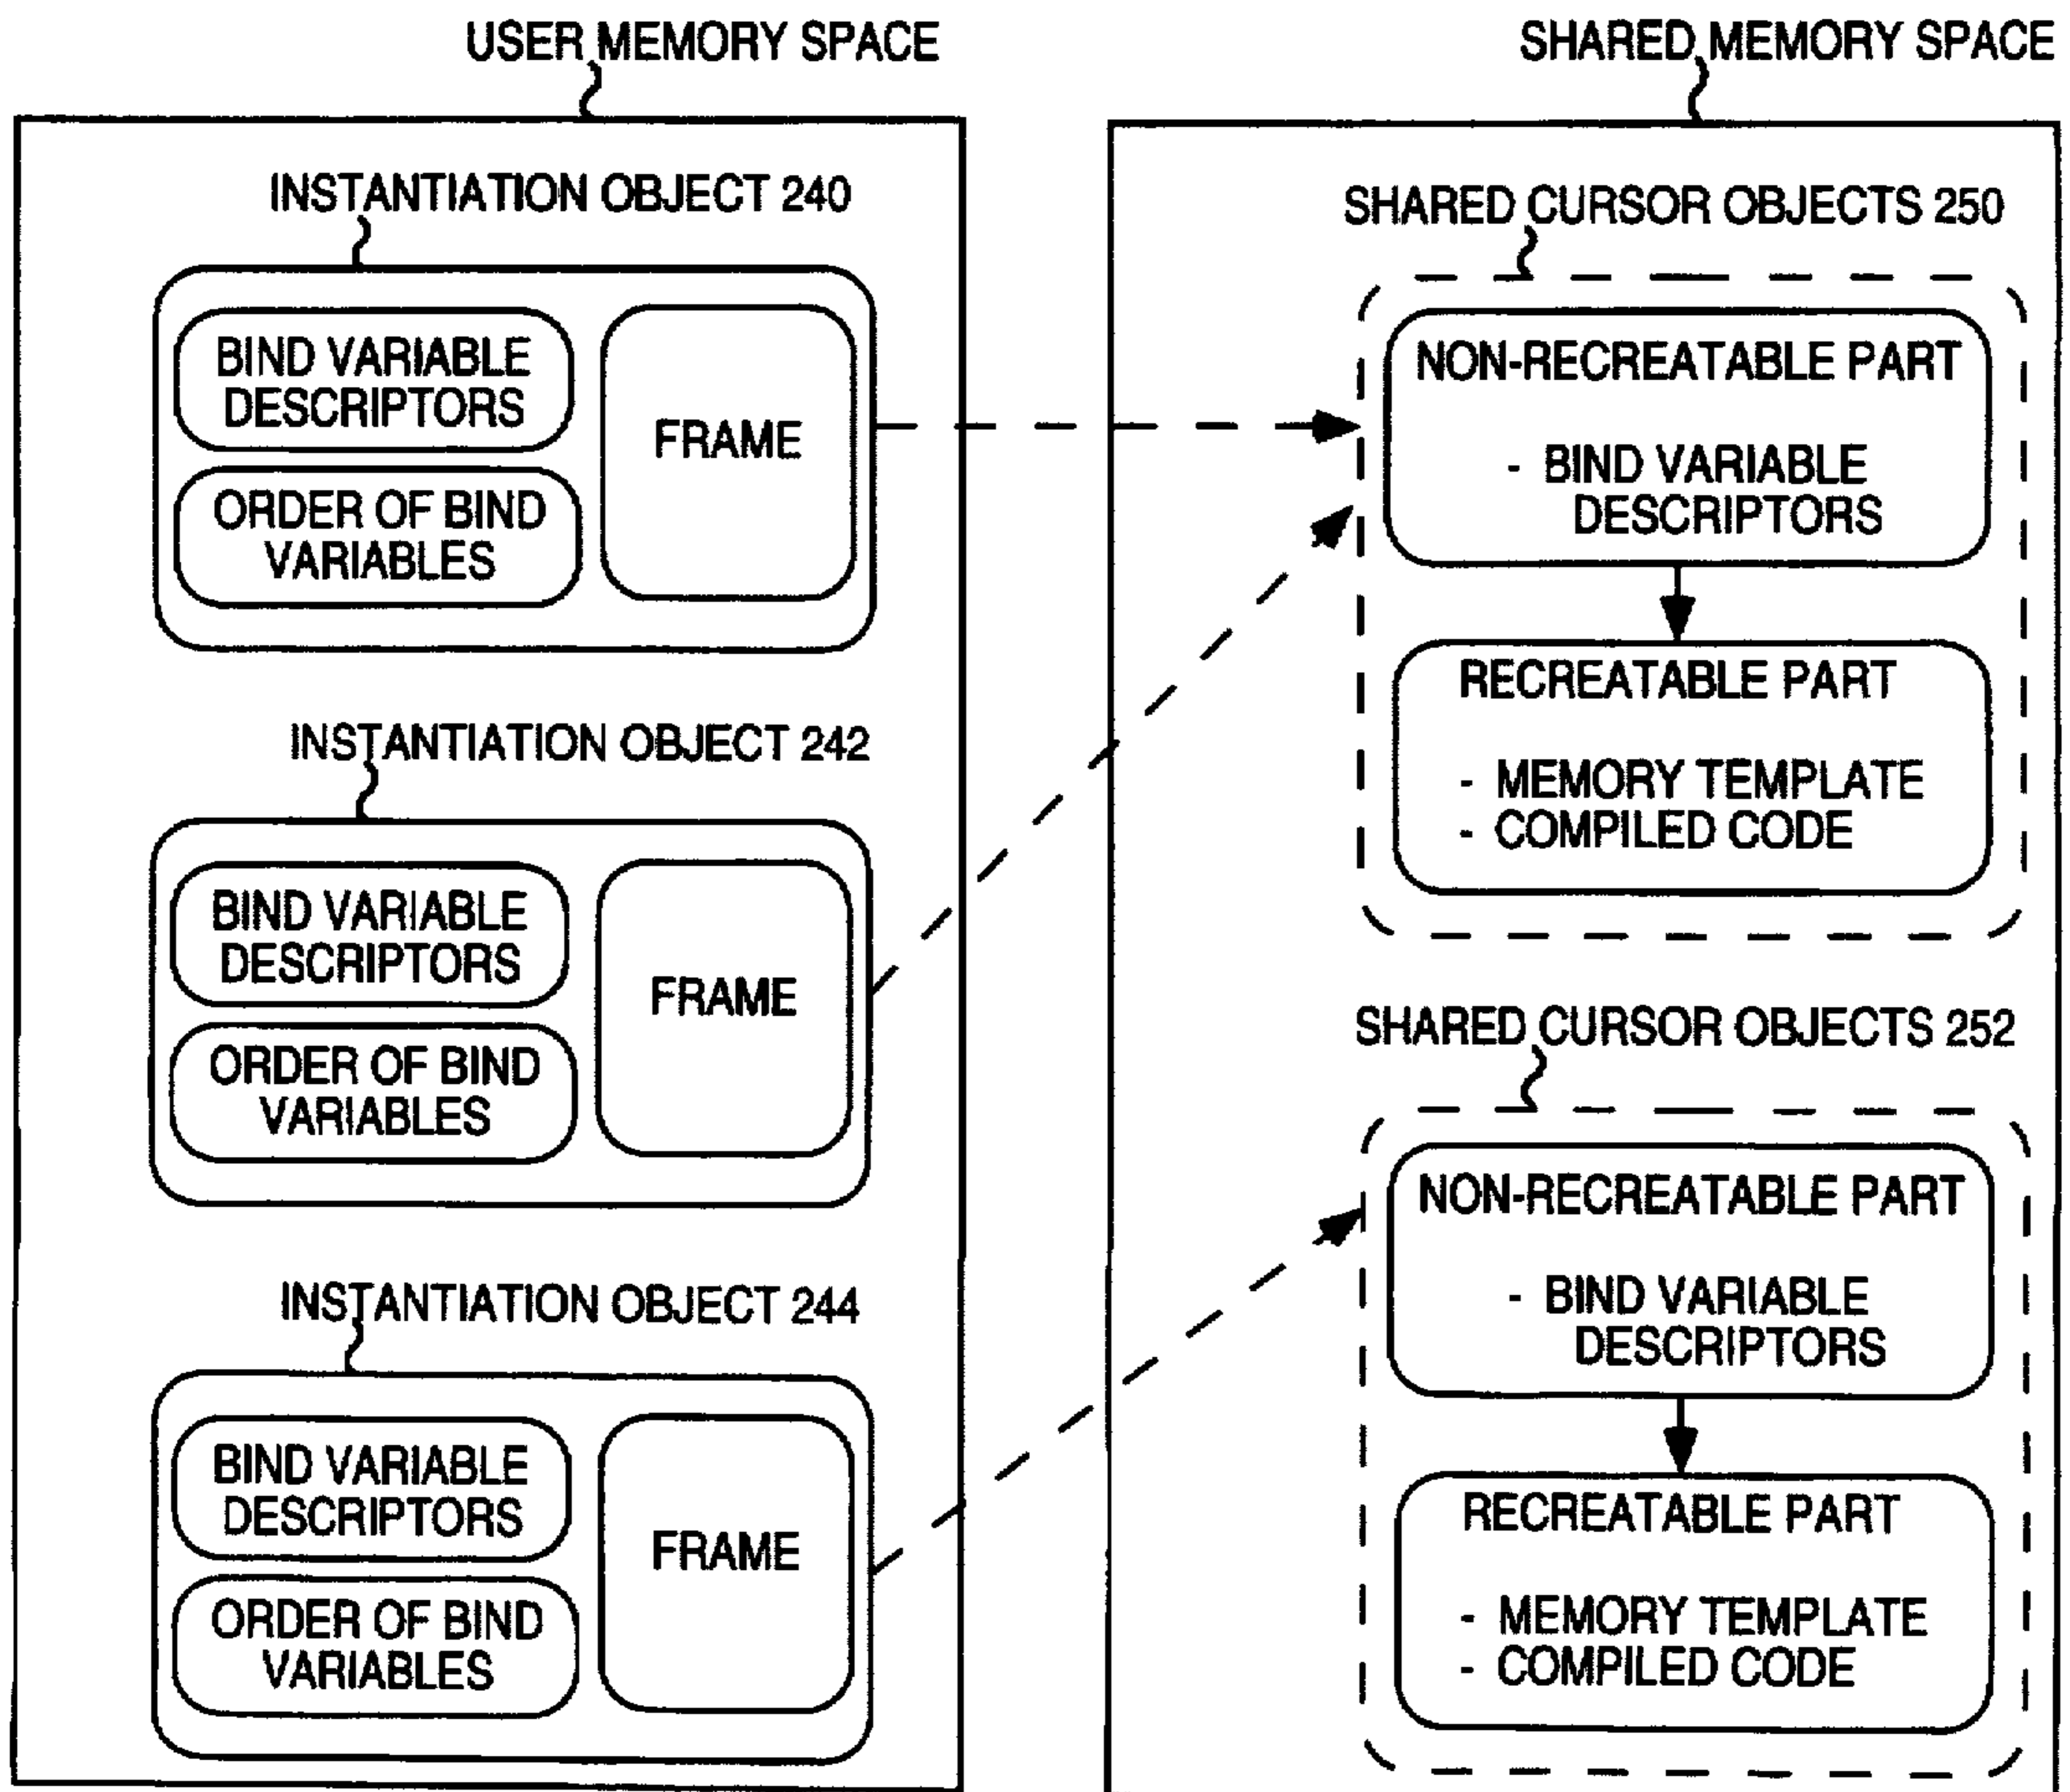 USER MEMORY SPACE
INSTANTIATION OBJECT 240
BIND VARIABLE
DESCRIPTORS
ORDER OF BIND
VARIABLES
FRAME
INSTANTIATION OBJECT 242
BIND VARIABLE
DESCRIPTORS
ORDER OF BIND
VARIABLES
FRAME
INSTANTIATION OBJECT 244
BIND VARIABLE
DESCRIPTORS
ORDER OF BIND
VARIABLES
FRAME
SHARED MEMORY SPACE
SHARED CURSOR OBJECTS 250
NON-RECREATABLE PART
- BIND VARIABLE
DESCRIPTORS
RECREATABLE PART
- MEMORY TEMPLATE
- COMPILED CODE
SHARED CURSOR OBJECTS 252
NON-RECREATABLE PART
- BIND VARIABLE
DESCRIPTORS
RECREATABLE PART
- MEMORY TEMPLATE
- COMPILED CODE